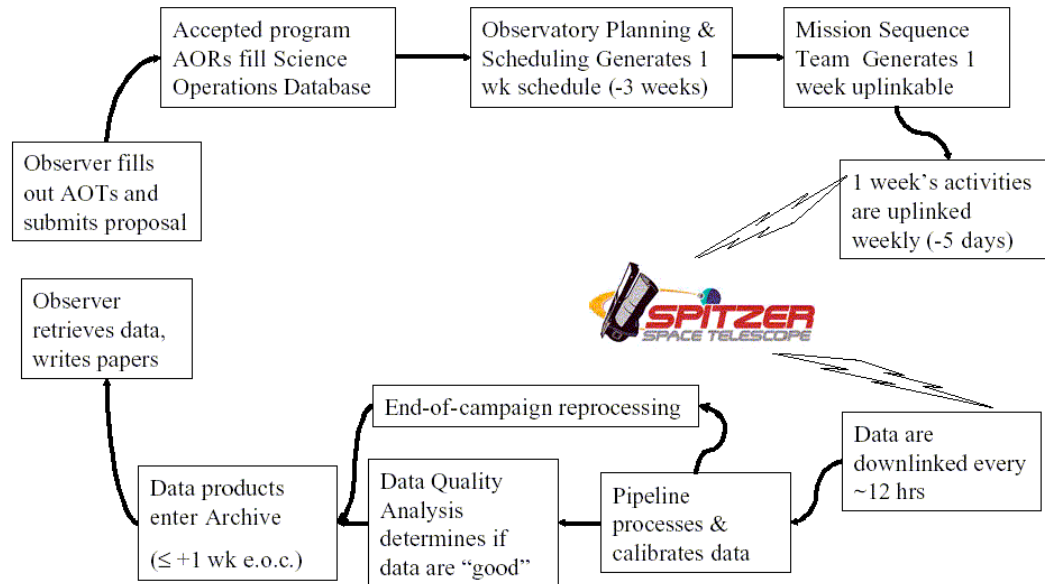 Observer fills
out AOTs and
submits proposal
Accepted program
AORs fill Science
Operations Database
Observatory Planning &
Scheduling Generates 1
wk schedule (-3 weeks)
Mission Sequence
Team Generates 1
week uplinkable
1 week's activities
are uplinked
weekly (-5 days)
SPITZER
SPACE TELESCOPE
Data are
downlinked every
~12 hrs
Pipeline
processes &
calibrates data
End-of-campaign reprocessing
Data Quality
Analysis
determines if
data are “good”
Data products
enter Archive
(≤ +1 wk e.o.c.)
Observer
retrieves data,
writes papers